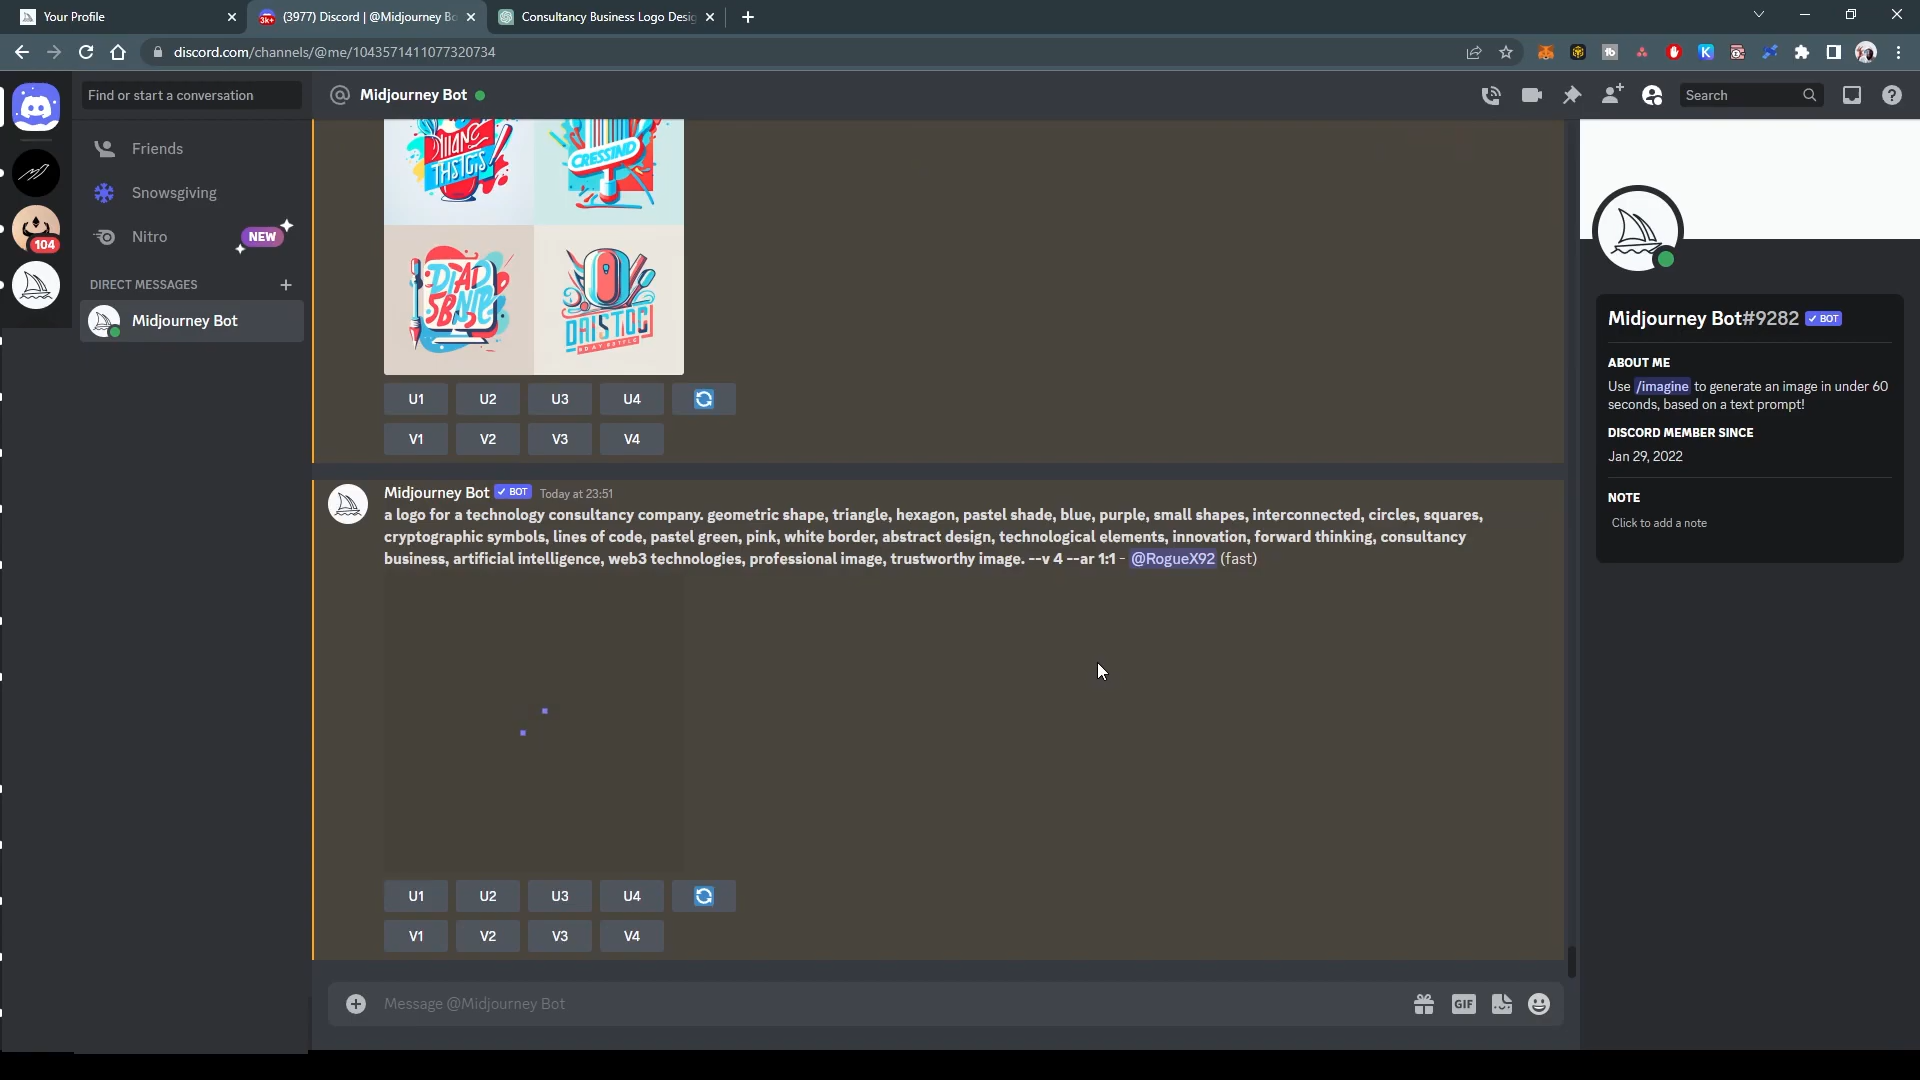 Your Profile
(3977) Discord | @Midjourney Bo
Consultancy Business Logo Desig
discord.com/channels/@me/1043571411077320734
Find or start a conversation
Midjourney Bot
Search
Friends
Snowsgiving
Nitro
NEW
104
DIRECT MESSAGES
Midjourney Bot
CRESSIND
DAISTOG
U1 U2 U3 U4
V1 V2 V3 V4
Midjourney Bot BOT Today at 23:51
a logo for a technology consultancy company. geometric shape, triangle, hexagon, pastel shade, blue, purple, small shapes, interconnected, circles, squares,
cryptographic symbols, lines of code, pastel green, pink, white border, abstract design, technological elements, innovation, forward thinking, consultancy
business, artificial intelligence, web3 technologies, professional image, trustworthy image. --v 4 --ar 1:1 - @RogueX92 (fast)
U1 U2 U3 U4
V1 V2 V3 V4
Message @Midjourney Bot
GIF
Midjourney Bot#9282 BOT
ABOUT ME
Use /imagine to generate an image in under 60
seconds, based on a text prompt!
DISCORD MEMBER SINCE
Jan 29, 2022
NOTE
Click to add a note